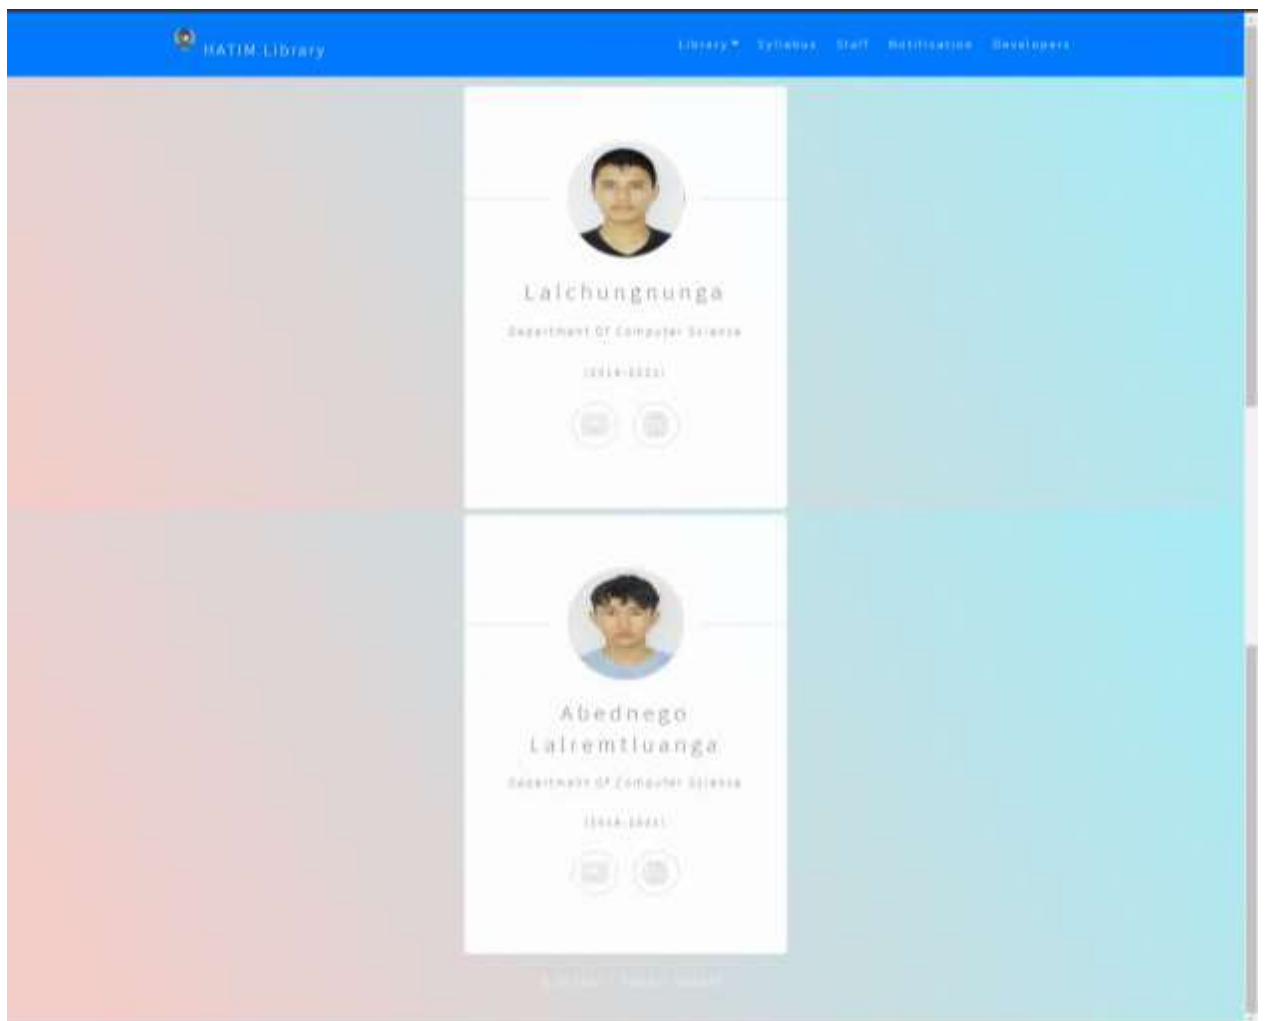 HATIM Library
Library Syllabus Staff Notification Developers
Lalchungnunga
Department Of Computer Science
Abednego
Lalremtluanga
Department Of Computer Science